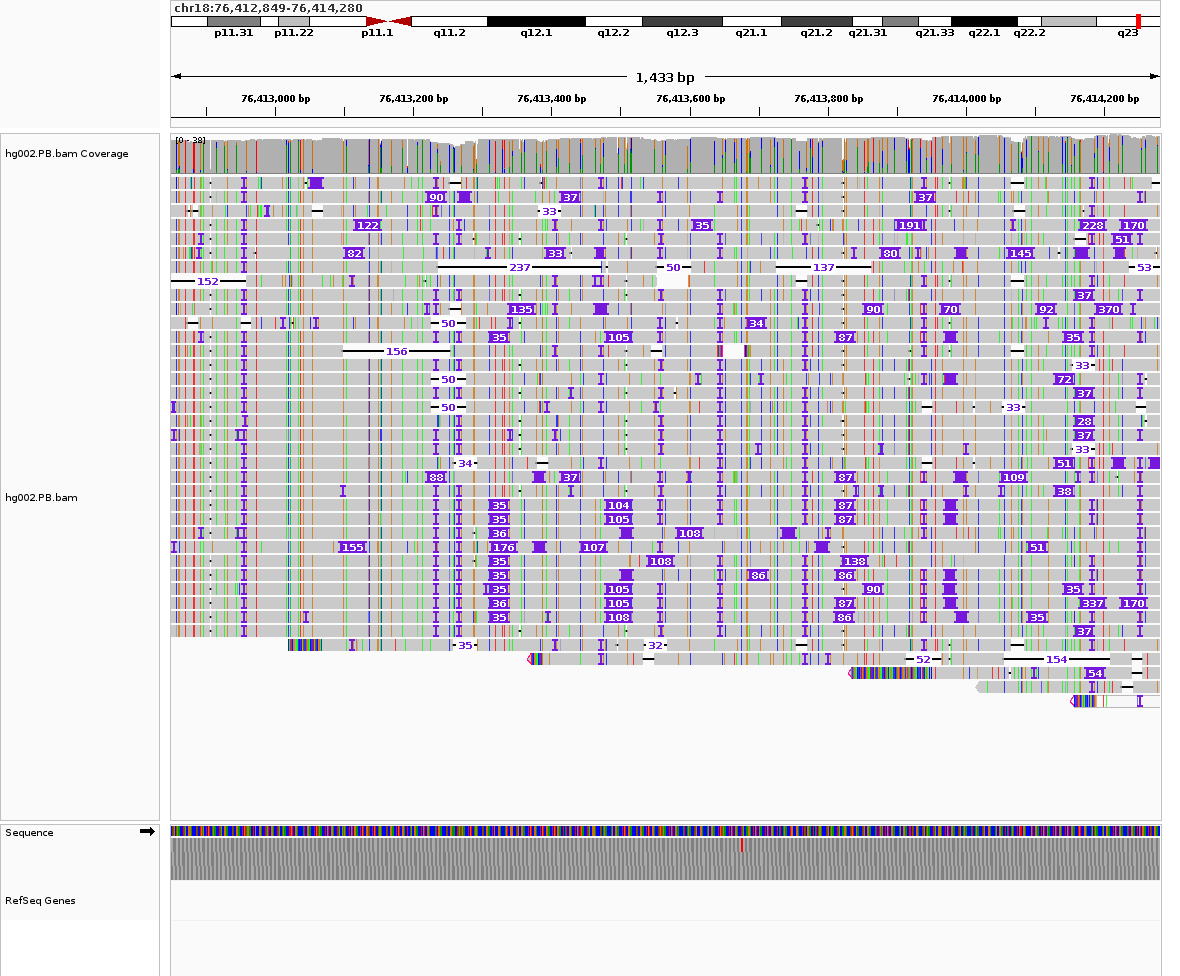 chr18:76,412,849-76,414,280
p11.31 p11.22 p11.1 q11.2 q12.1 q12.2 q12.3 q21.1 q21.2 q21.31 q21.33 q22.1 q22.2 q23
1,433 bp
76,413,000 bp 76,413,200 bp 76,413,400 bp 76,413,600 bp 76,413,800 bp 76,414,000 bp 76,414,200 bp
[0 - 38]
hg002.PB.bam Coverage
90 37 37
33
122 35 191 228 170
51
82 33 80 145
237 50 137 53
152
37
135 90 70 92 370
50 34
35 105 87 35
156
33
50 72
37
50 33
28
37
33
34 51
88 37 87 109
hg002.PB.bam
38
35 104 87
35 105 87
36 108
155 176 107 51
35 108 138
35 86 86
35 105 90 35
36 105 87 337 170
35 108 86 35
37
35 32
52 154
54
Sequence
RefSeq Genes